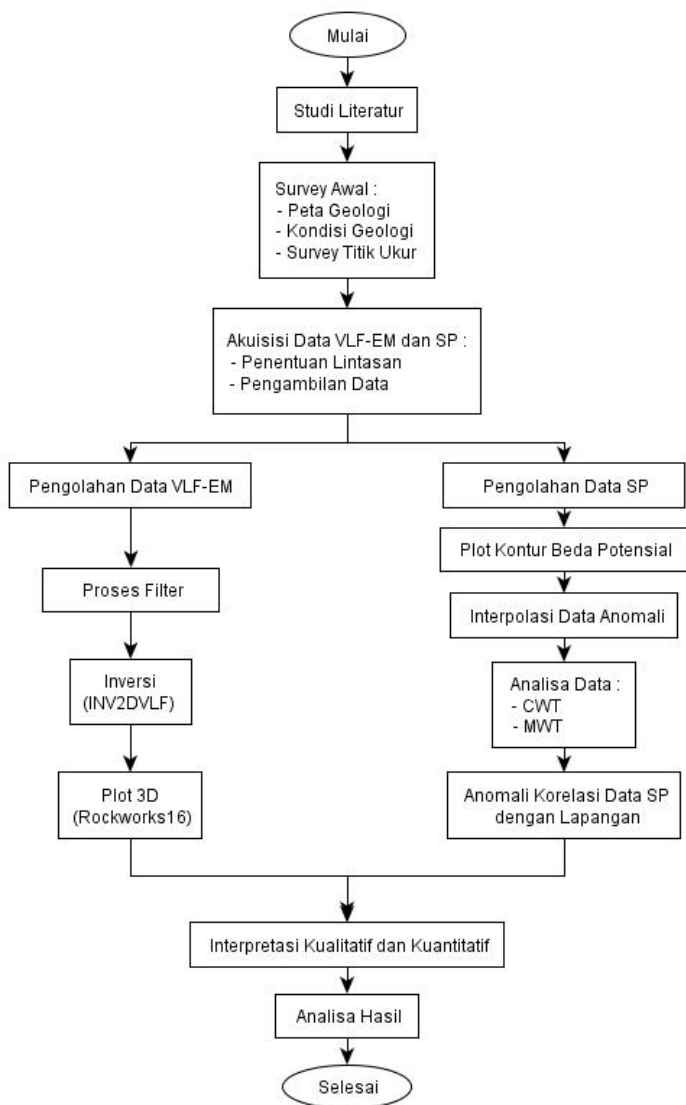 Mulai
Studi Literatur
Survey Awal :
- Peta Geologi
- Kondisi Geologi
- Survey Titik Ukur
Akuisisi Data VLF-EM dan SP :
- Penentuan Lintasan
- Pengambilan Data
Pengolahan Data VLF-EM
Proses Filter
Inversi
(INV2DVLF)
Plot 3D
(Rockworks16)
Pengolahan Data SP
Plot Kontur Beda Potensial
Interpolasi Data Anomali
Analisa Data :
- CWT
- MWT
Anomali Korelasi Data SP
dengan Lapangan
Interpretasi Kualitatif dan Kuantitatif
Analisa Hasil
Selesai